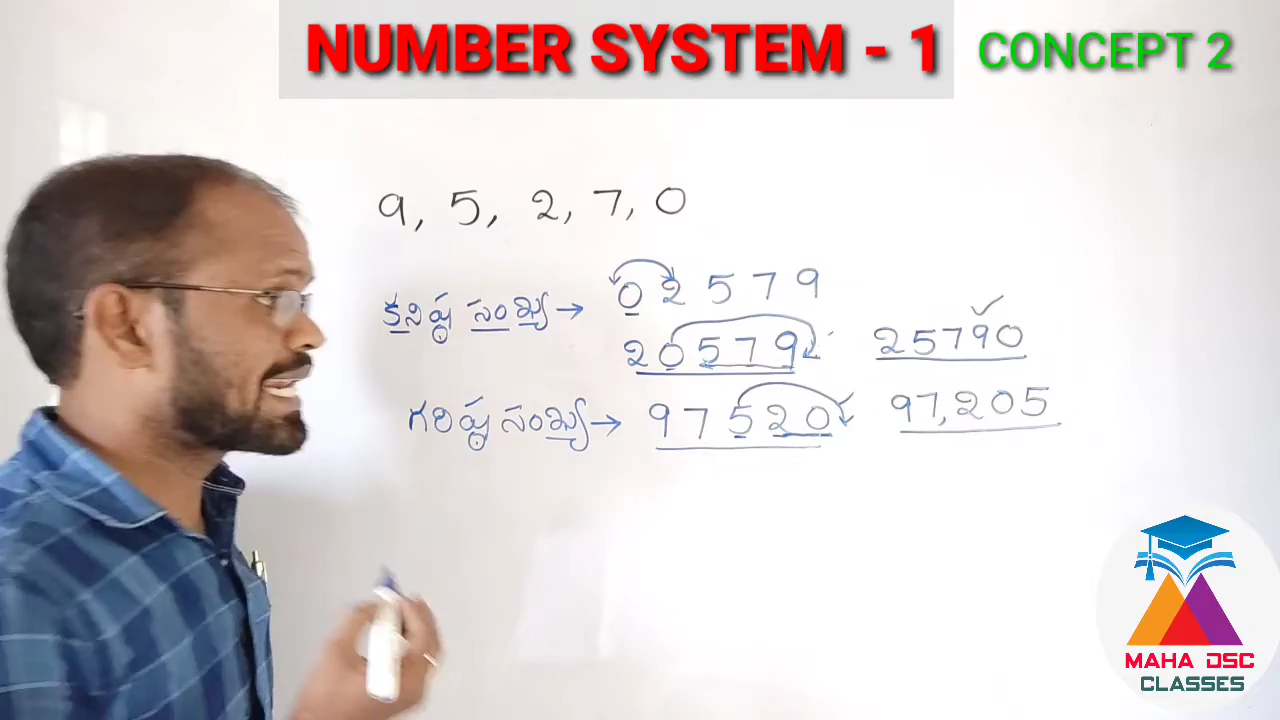 NUMBER SYSTEM - 1 CONCEPT 2
9, 5, 2, 7, 0
కనిష్ఠ సంఖ్య → 0 2 5 7 9
2 0 5 7 9 25790
గరిష్ఠ సంఖ్య → 9 7 5 2 0 97,205
MAHA DSC
CLASSES